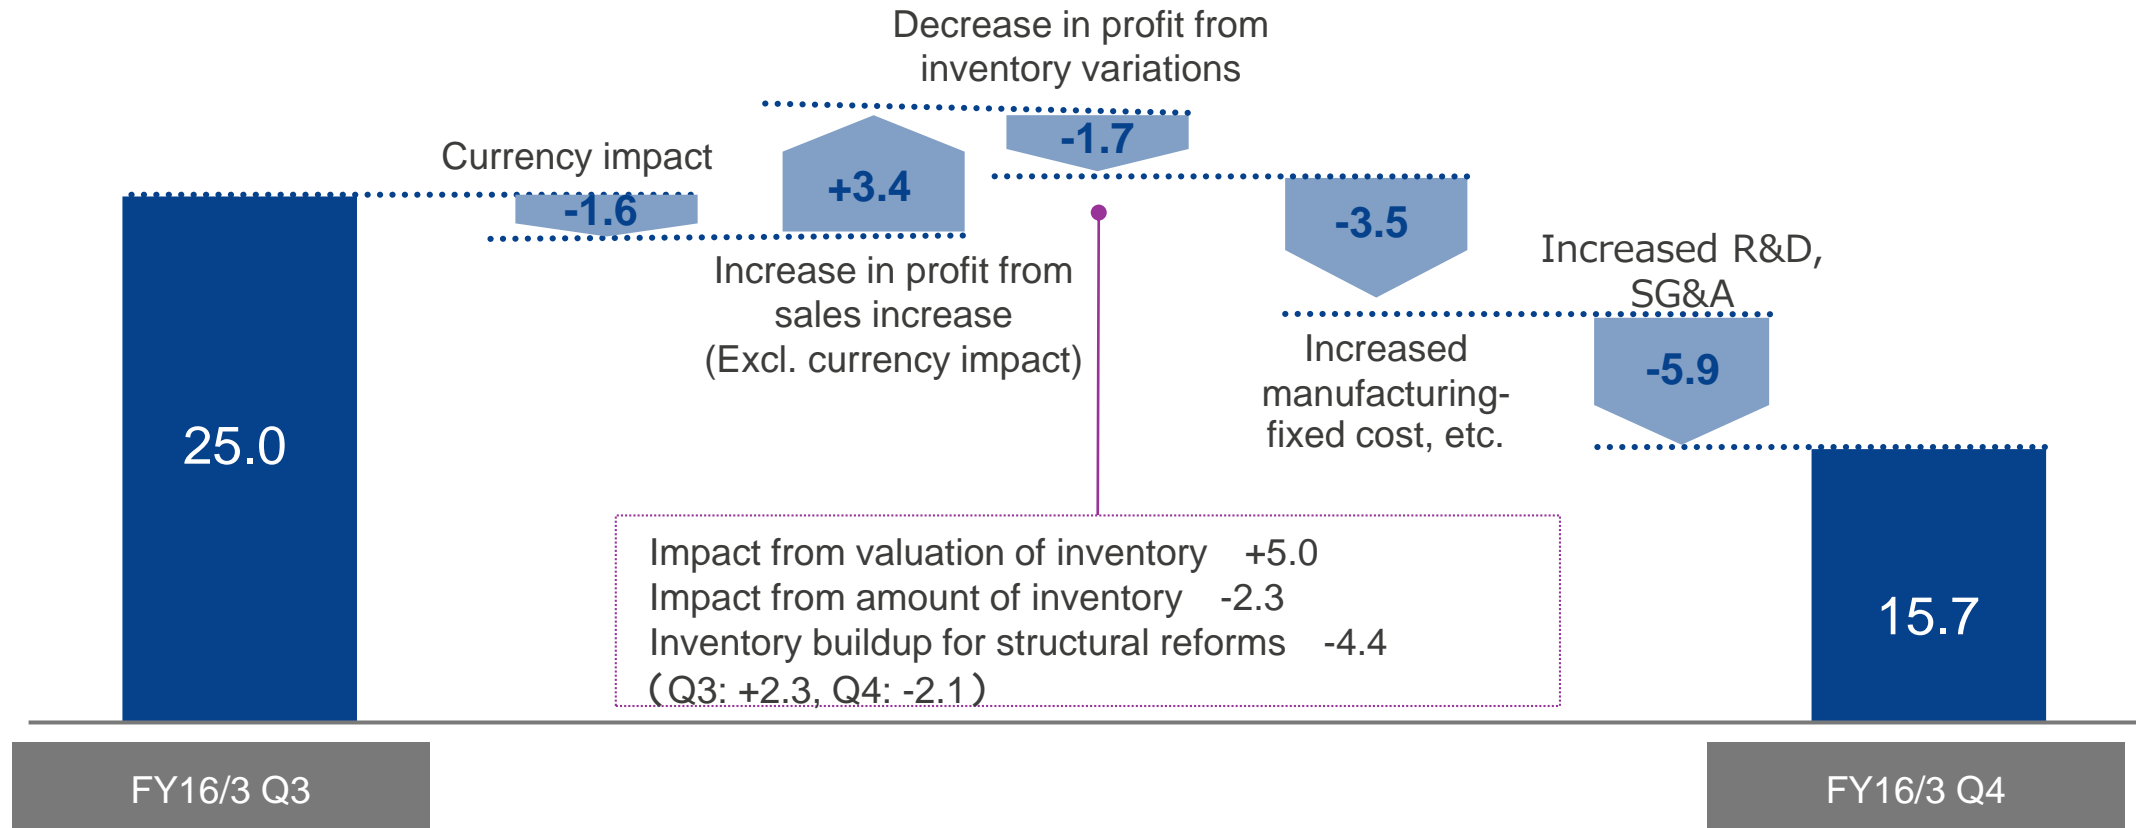 Decrease in profit from
inventory variations
Currency impact
-1.6
+3.4
-1.7
-3.5
Increase in profit from
sales increase
(Excl. currency impact)
Increased R&D,
SG&A
-5.9
Increased
manufacturing-
fixed cost, etc.
25.0
15.7
Impact from valuation of inventory +5.0
Impact from amount of inventory -2.3
Inventory buildup for structural reforms -4.4
(Q3: +2.3, Q4: -2.1)
FY16/3 Q3
FY16/3 Q4